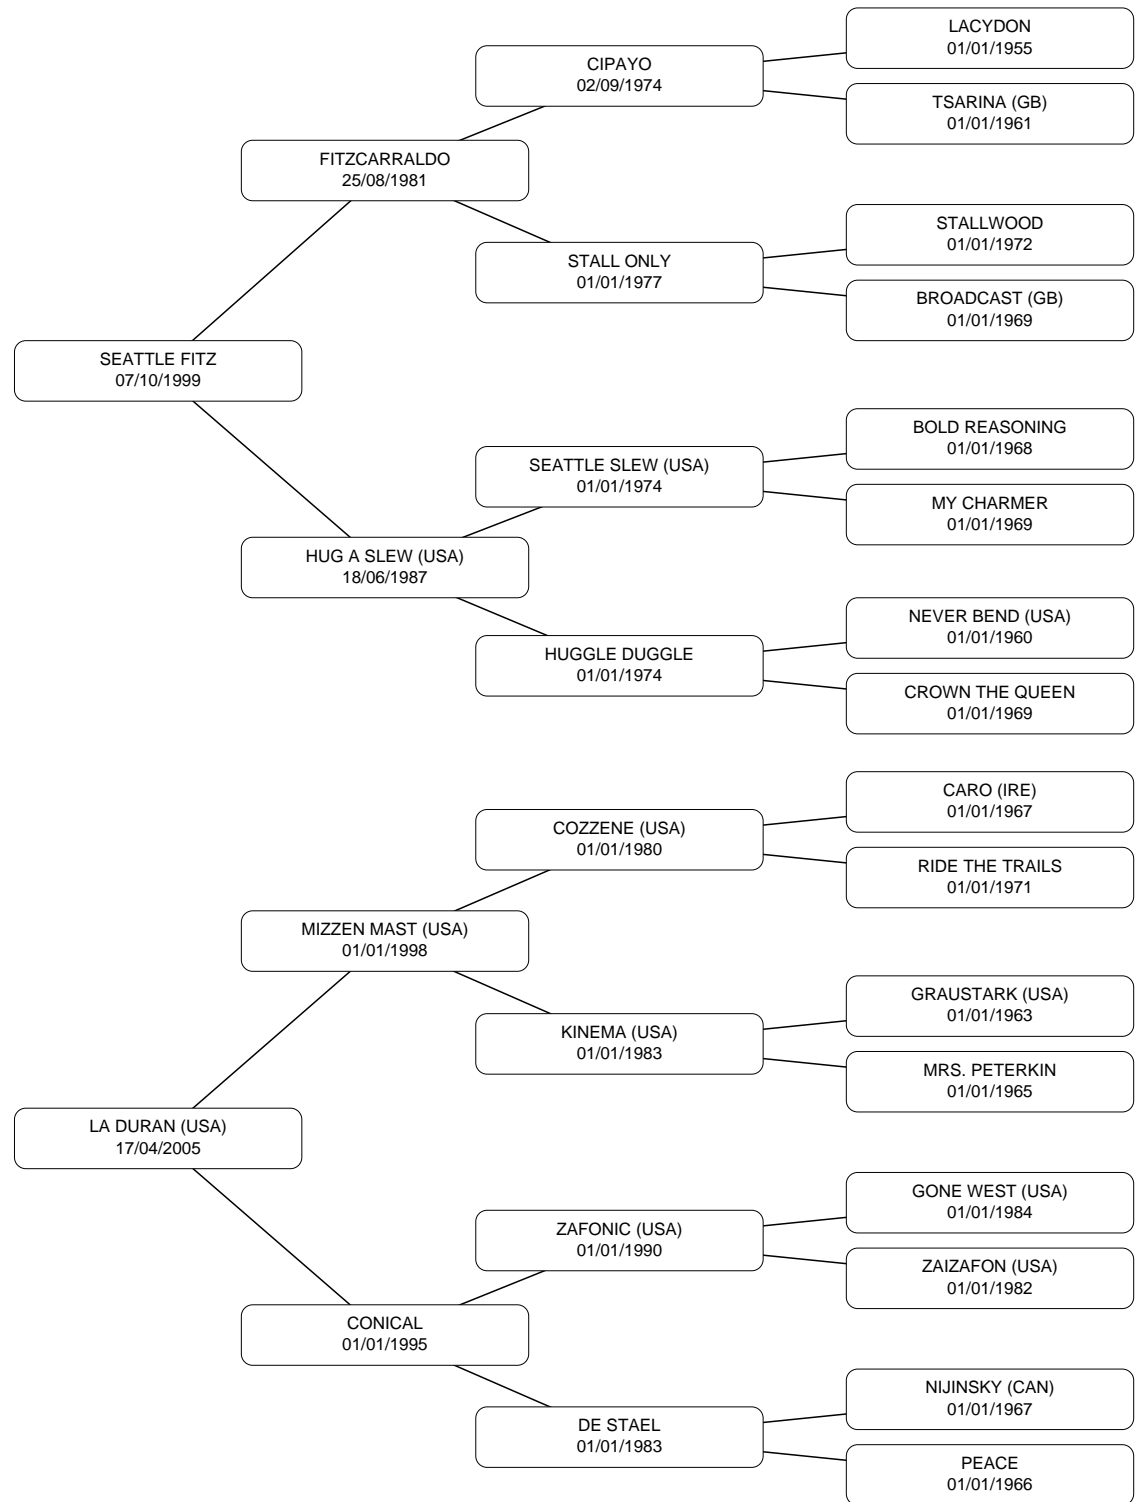 LACYDON
01/01/1955
CIPAYO
02/09/1974
TSARINA (GB)
01/01/1961
FITZCARRALDO
25/08/1981
STALLWOOD
01/01/1972
STALL ONLY
01/01/1977
BROADCAST (GB)
01/01/1969
SEATTLE FITZ
07/10/1999
BOLD REASONING
01/01/1968
SEATTLE SLEW (USA)
01/01/1974
MY CHARMER
01/01/1969
HUG A SLEW (USA)
18/06/1987
NEVER BEND (USA)
01/01/1960
HUGGLE DUGGLE
01/01/1974
CROWN THE QUEEN
01/01/1969
CARO (IRE)
01/01/1967
COZZENE (USA)
01/01/1980
RIDE THE TRAILS
01/01/1971
MIZZEN MAST (USA)
01/01/1998
GRAUSTARK (USA)
01/01/1963
KINEMA (USA)
01/01/1983
MRS. PETERKIN
01/01/1965
LA DURAN (USA)
17/04/2005
GONE WEST (USA)
01/01/1984
ZAFONIC (USA)
01/01/1990
ZAIZAFON (USA)
01/01/1982
CONICAL
01/01/1995
NIJINSKY (CAN)
01/01/1967
DE STAEL
01/01/1983
PEACE
01/01/1966